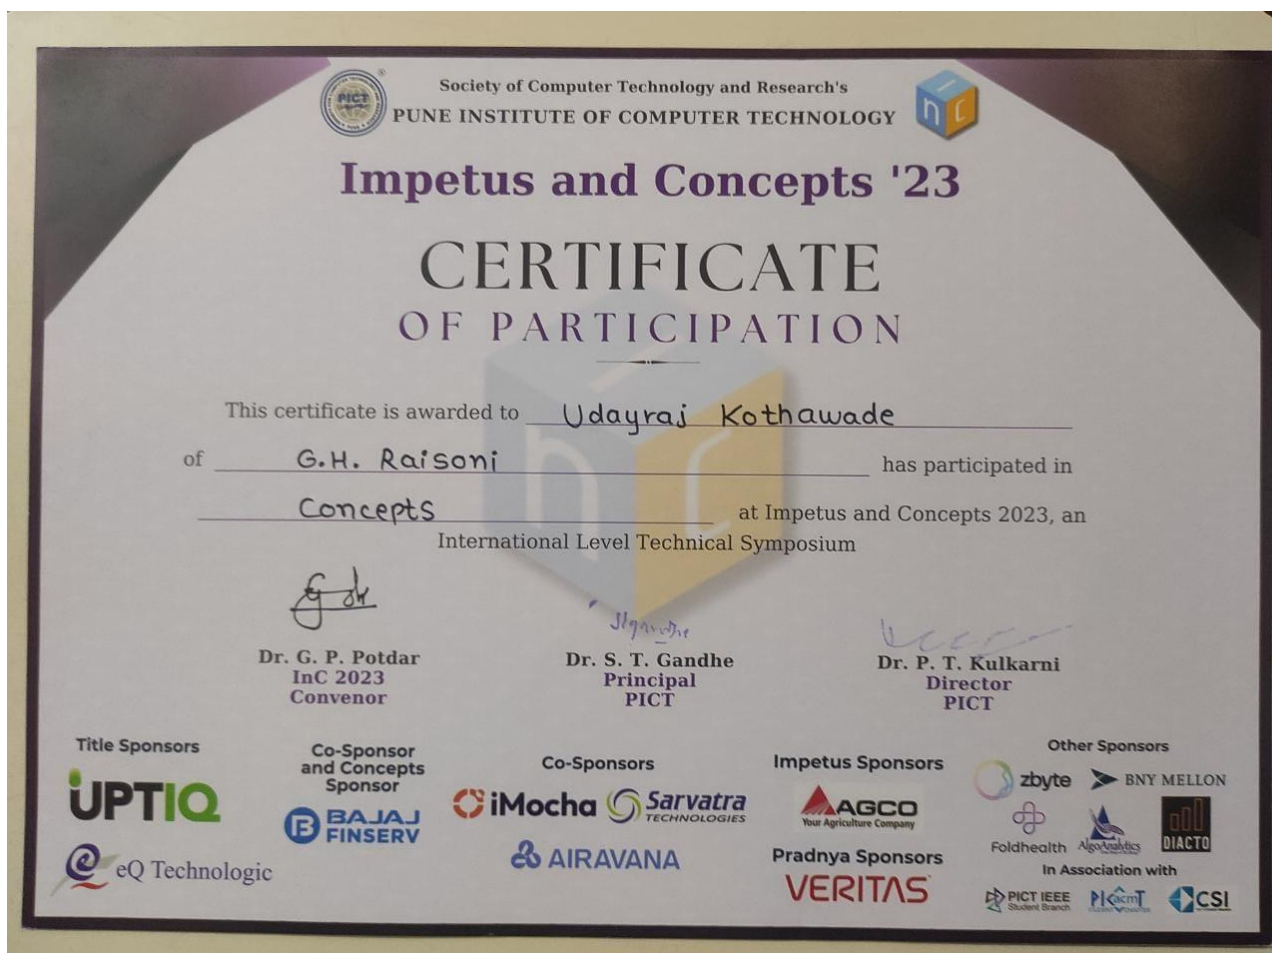 Society of Computer Technology and Research's
PUNE INSTITUTE OF COMPUTER TECHNOLOGY
PICT
n C
Impetus and Concepts '23
CERTIFICATE
OF PARTICIPATION
This certificate is awarded to Udayraj Kothawade
of G.H. Raisoni has participated in
Concepts at Impetus and Concepts 2023, an
International Level Technical Symposium
Dr. G. P. Potdar
InC 2023
Convenor
Dr. S. T. Gandhe
Principal
PICT
Dr. P. T. Kulkarni
Director
PICT
Title Sponsors
UPTIQ
eQ Technologic
Co-Sponsor
and Concepts
Sponsor
BAJAJ
FINSERV
Co-Sponsors
iMocha
Sarvatra
TECHNOLOGIES
AIRAVANA
Impetus Sponsors
AGCO
Your Agriculture Company
Pradnya Sponsors
VERITAS
Other Sponsors
zbyte
BNY MELLON
Foldhealth
AlgoAnalytics
DIACTO
In Association with
PICT IEEE
Student Branch
CSI